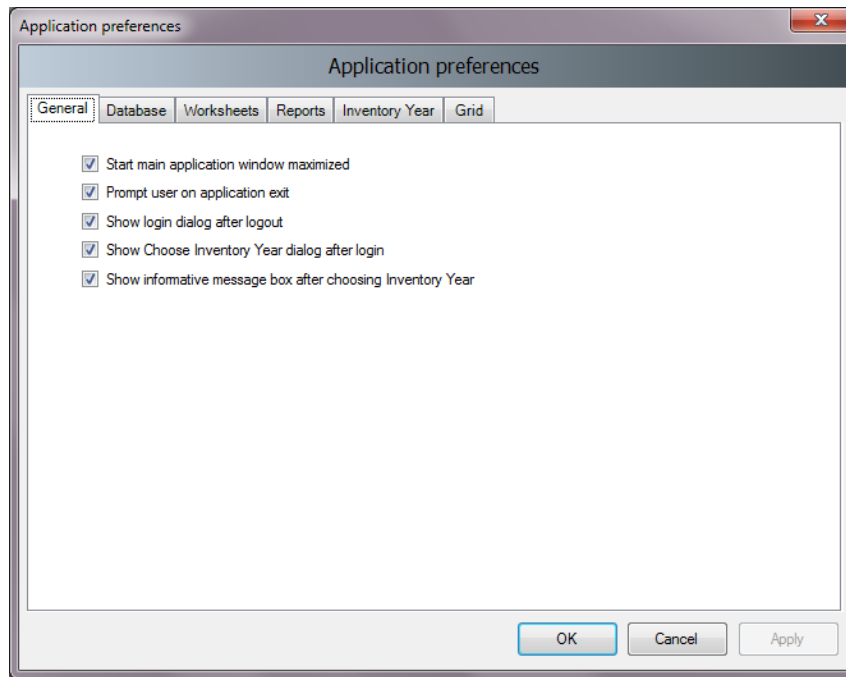 Application preferences
Application preferences
General Database Worksheets Reports Inventory Year Grid
Start main application window maximized
Prompt user on application exit
Show login dialog after logout
Show Choose Inventory Year dialog after login
Show informative message box after choosing Inventory Year
OK Cancel Apply